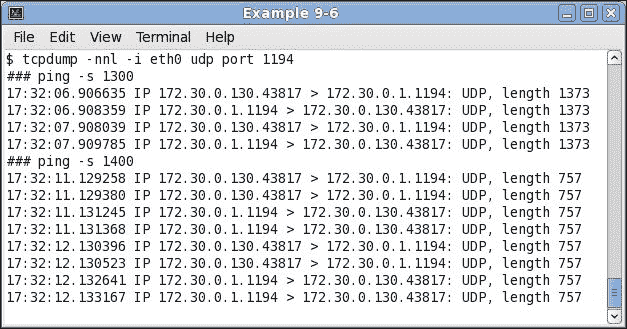 Example 9-6
File Edit View Terminal Help
$ tcpdump -nnl -i eth0 udp port 1194
### ping -s 1300
17:32:06.906635 IP 172.30.0.130.43817 > 172.30.0.1.1194: UDP, length 1373
17:32:06.908359 IP 172.30.0.1.1194 > 172.30.0.130.43817: UDP, length 1373
17:32:07.908039 IP 172.30.0.130.43817 > 172.30.0.1.1194: UDP, length 1373
17:32:07.909785 IP 172.30.0.1.1194 > 172.30.0.130.43817: UDP, length 1373
### ping -s 1400
17:32:11.129258 IP 172.30.0.130.43817 > 172.30.0.1.1194: UDP, length 757
17:32:11.129380 IP 172.30.0.130.43817 > 172.30.0.1.1194: UDP, length 757
17:32:11.131245 IP 172.30.0.1.1194 > 172.30.0.130.43817: UDP, length 757
17:32:11.131368 IP 172.30.0.1.1194 > 172.30.0.130.43817: UDP, length 757
17:32:12.130396 IP 172.30.0.130.43817 > 172.30.0.1.1194: UDP, length 757
17:32:12.130523 IP 172.30.0.130.43817 > 172.30.0.1.1194: UDP, length 757
17:32:12.132641 IP 172.30.0.1.1194 > 172.30.0.130.43817: UDP, length 757
17:32:12.133167 IP 172.30.0.1.1194 > 172.30.0.130.43817: UDP, length 757